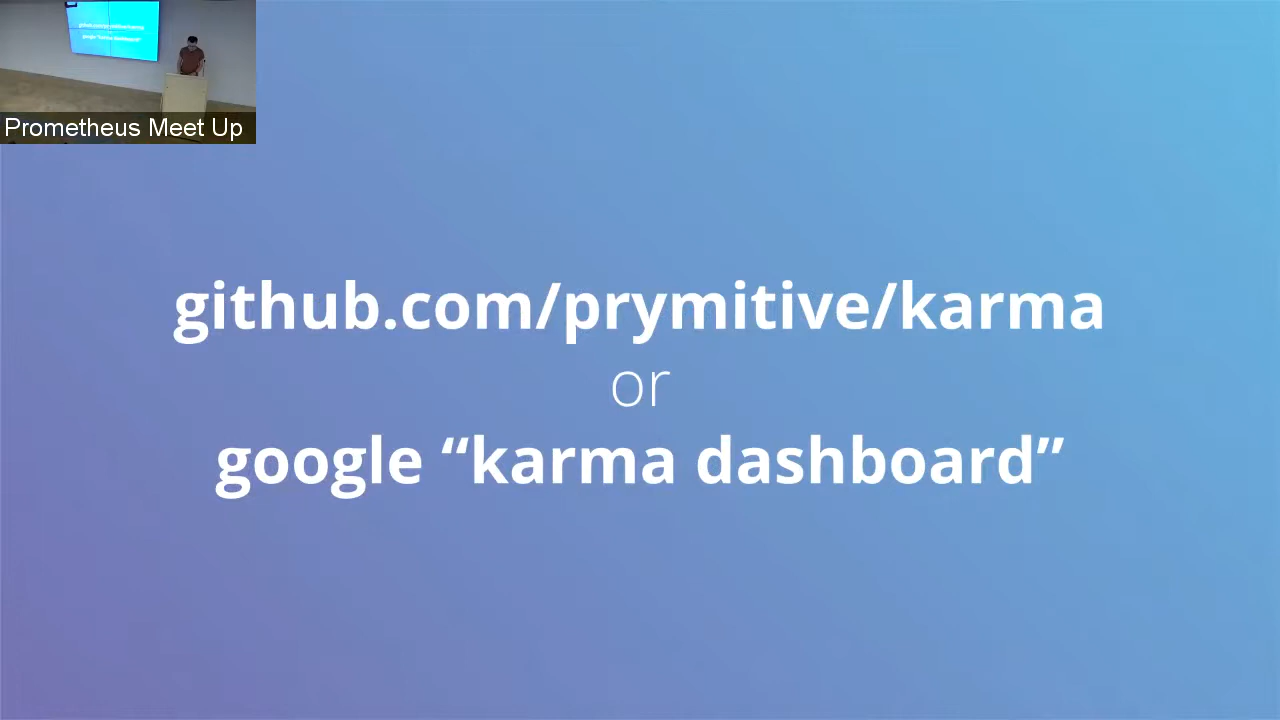 Prometheus Meet Up
github.com/prymitive/karma
or
google “karma dashboard”